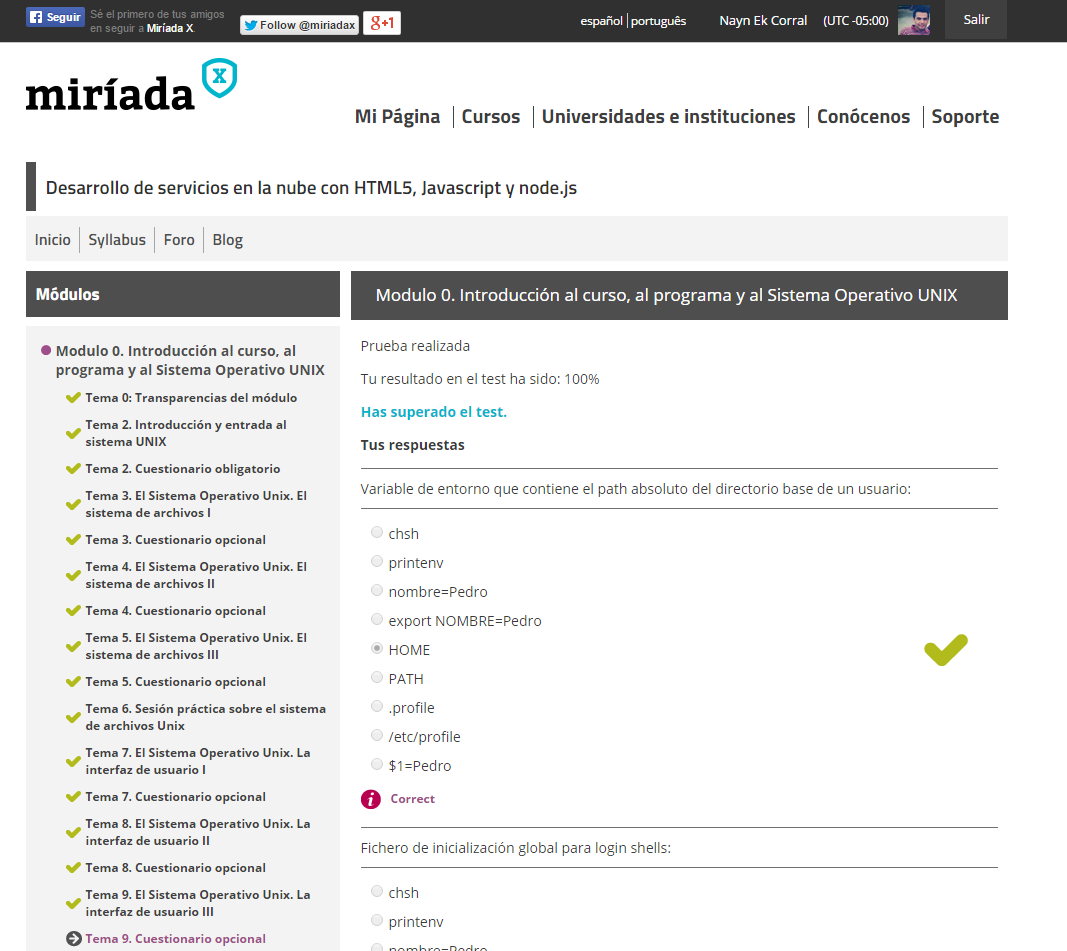 Seguir
Sé el primero de tus amigos
en seguir a Miríada X.
Follow @miriadax
g+1
español
português
Nayn Ek Corral
(UTC -05:00)
Salir
miríada X
Mi Página
Cursos
Universidades e instituciones
Conócenos
Soporte
Desarrollo de servicios en la nube con HTML5, Javascript y node.js
Inicio
Syllabus
Foro
Blog
Módulos
Modulo 0. Introducción al curso, al
programa y al Sistema Operativo UNIX
Tema 0: Transparencias del módulo
Tema 2. Introducción y entrada al
sistema UNIX
Tema 2. Cuestionario obligatorio
Tema 3. El Sistema Operativo Unix. El
sistema de archivos I
Tema 3. Cuestionario opcional
Tema 4. El Sistema Operativo Unix. El
sistema de archivos II
Tema 4. Cuestionario opcional
Tema 5. El Sistema Operativo Unix. El
sistema de archivos III
Tema 5. Cuestionario opcional
Tema 6. Sesión práctica sobre el sistema
de archivos Unix
Tema 7. El Sistema Operativo Unix. La
interfaz de usuario I
Tema 7. Cuestionario opcional
Tema 8. El Sistema Operativo Unix. La
interfaz de usuario II
Tema 8. Cuestionario opcional
Tema 9. El Sistema Operativo Unix. La
interfaz de usuario III
Tema 9. Cuestionario opcional
Modulo 0. Introducción al curso, al programa y al Sistema Operativo UNIX
Prueba realizada
Tu resultado en el test ha sido: 100%
Has superado el test.
Tus respuestas
Variable de entorno que contiene el path absoluto del directorio base de un usuario:
chsh
printenv
nombre=Pedro
export NOMBRE=Pedro
HOME
PATH
.profile
/etc/profile
$1=Pedro
Correct
Fichero de inicialización global para login shells:
chsh
printenv
nombre=Pedro